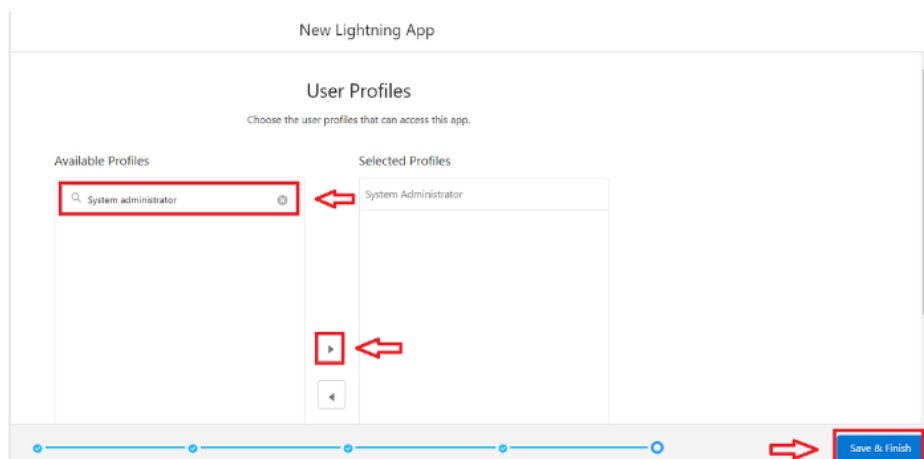 New Lightning App
User Profiles
Choose the user profiles that can access this app.
Available Profiles
Selected Profiles
System administrator
System Administrator
Save & Finish